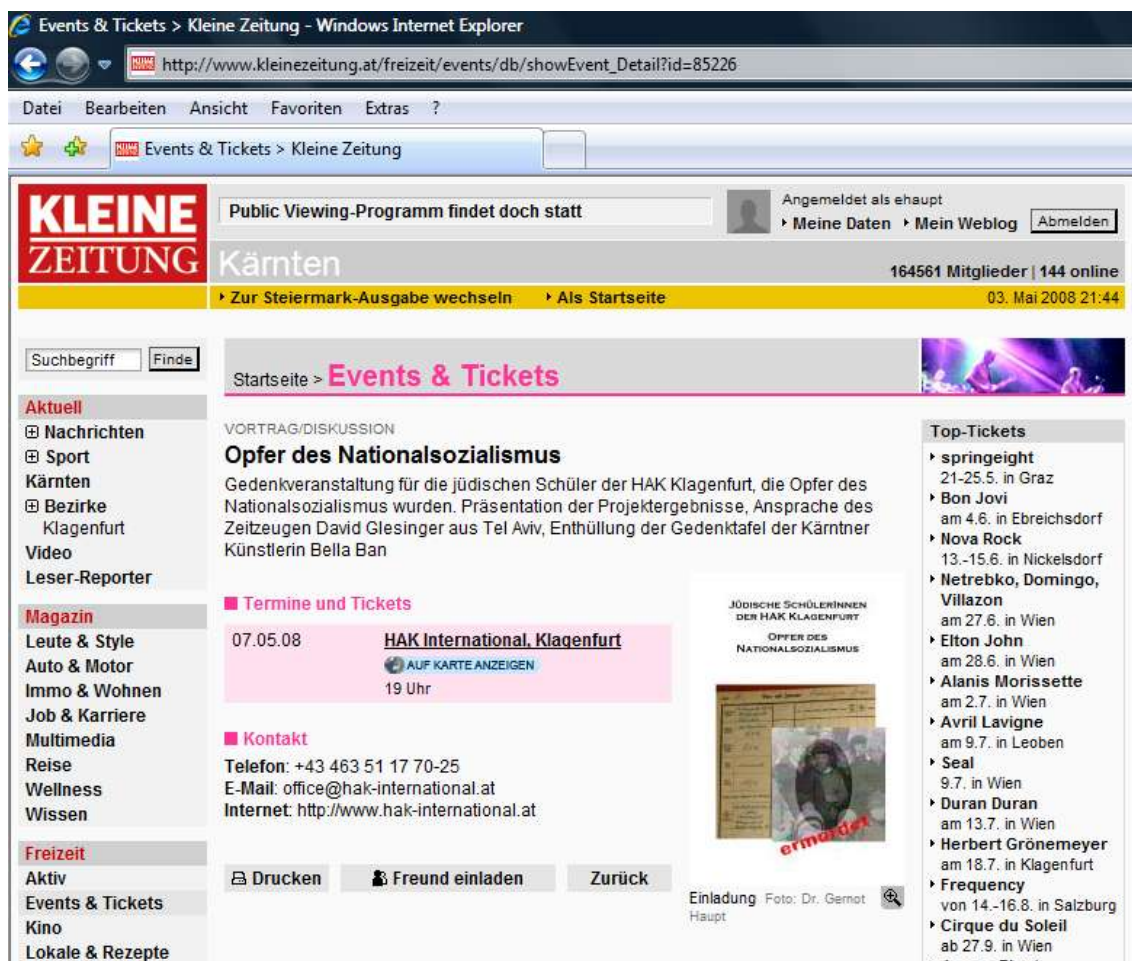 Events & Tickets > Kleine Zeitung - Windows Internet Explorer
http://www.kleinezeitung.at/freizeit/events/db/showEvent_Detail?id=85226
Datei Bearbeiten Ansicht Favoriten Extras ?
Events & Tickets > Kleine Zeitung
KLEINE
ZEITUNG
Public Viewing-Programm findet doch statt
Angemeldet als ehaupt
Meine Daten Mein Weblog Abmelden
Kärnten
164561 Mitglieder | 144 online
Zur Steiermark-Ausgabe wechseln Als Startseite
03. Mai 2008 21:44
Suchbegriff Finde
Aktuell
Nachrichten
Sport
Kärnten
Bezirke
Klagenfurt
Video
Leser-Reporter
Magazin
Leute & Style
Auto & Motor
Immo & Wohnen
Job & Karriere
Multimedia
Reise
Wellness
Wissen
Freizeit
Aktiv
Events & Tickets
Kino
Lokale & Rezepte
Startseite > Events & Tickets
VORTRAG/DISKUSSION
Opfer des Nationalsozialismus
Gedenkveranstaltung für die jüdischen Schüler der HAK Klagenfurt, die Opfer des
Nationalsozialismus wurden. Präsentation der Projektergebnisse, Ansprache des
Zeitzeugen David Glesinger aus Tel Aviv, Enthüllung der Gedenktafel der Kärntner
Künstlerin Bella Ban
Termine und Tickets
07.05.08 HAK International, Klagenfurt
AUF KARTE ANZEIGEN
19 Uhr
Kontakt
Telefon: +43 463 51 17 70-25
E-Mail: office@hak-international.at
Internet: http://www.hak-international.at
Drucken Freund einladen Zurück
JÜDISCHE SCHÜLERINNEN
DER HAK KLAGENFURT
OPFER DES
NATIONALSOZIALISMUS
ermordet
Einladung Foto: Dr. Gernot
Haupt
Top-Tickets
springeight
21-25.5. in Graz
Bon Jovi
am 4.6. in Ebreichsdorf
Nova Rock
13.-15.6. in Nickelsdorf
Netrebko, Domingo,
Villazon
am 27.6. in Wien
Elton John
am 28.6. in Wien
Alanis Morissette
am 2.7. in Wien
Avril Lavigne
am 9.7. in Leoben
Seal
9.7. in Wien
Duran Duran
am 13.7. in Wien
Herbert Grönemeyer
am 18.7. in Klagenfurt
Frequency
von 14.-16.8. in Salzburg
Cirque du Soleil
ab 27.9. in Wien